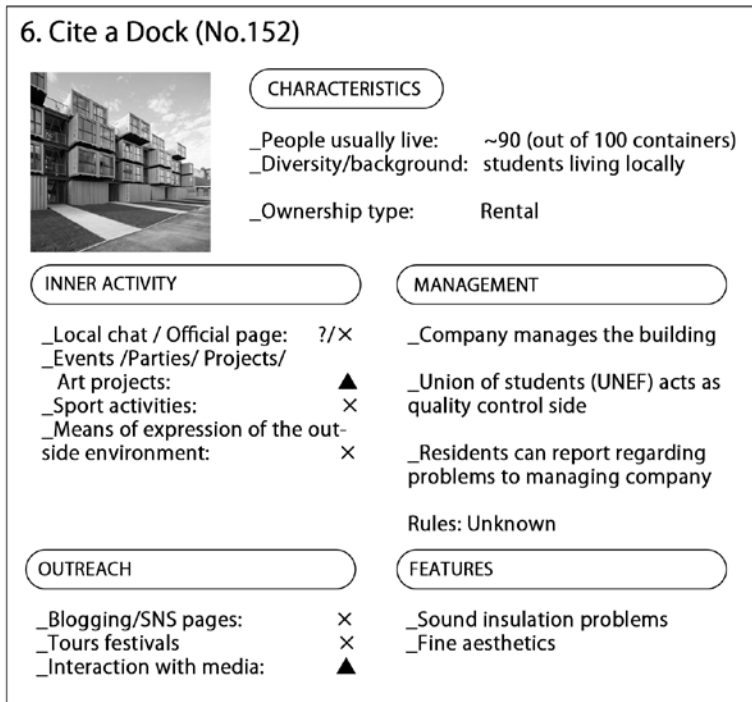 6. Cite a Dock (No.152)
CHARACTERISTICS
_People usually live: ~90 (out of 100 containers)
_Diversity/background: students living locally
_Ownership type: Rental
INNER ACTIVITY
_Local chat / Official page: ?/×
_Events /Parties/ Projects/
Art projects: ▲
_Sport activities: ×
_Means of expression of the out-
side environment: ×
MANAGEMENT
_Company manages the building
_Union of students (UNEF) acts as
quality control side
_Residents can report regarding
problems to managing company
Rules: Unknown
OUTREACH
_Blogging/SNS pages: ×
_Tours festivals ×
_Interaction with media: ▲
FEATURES
_Sound insulation problems
_Fine aesthetics